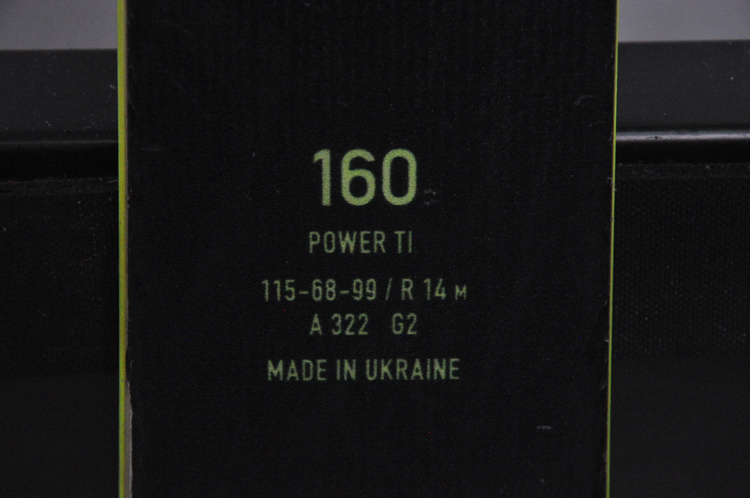 160
POWER TI
115-68-99 / R 14 M
A 322 G2
MADE IN UKRAINE